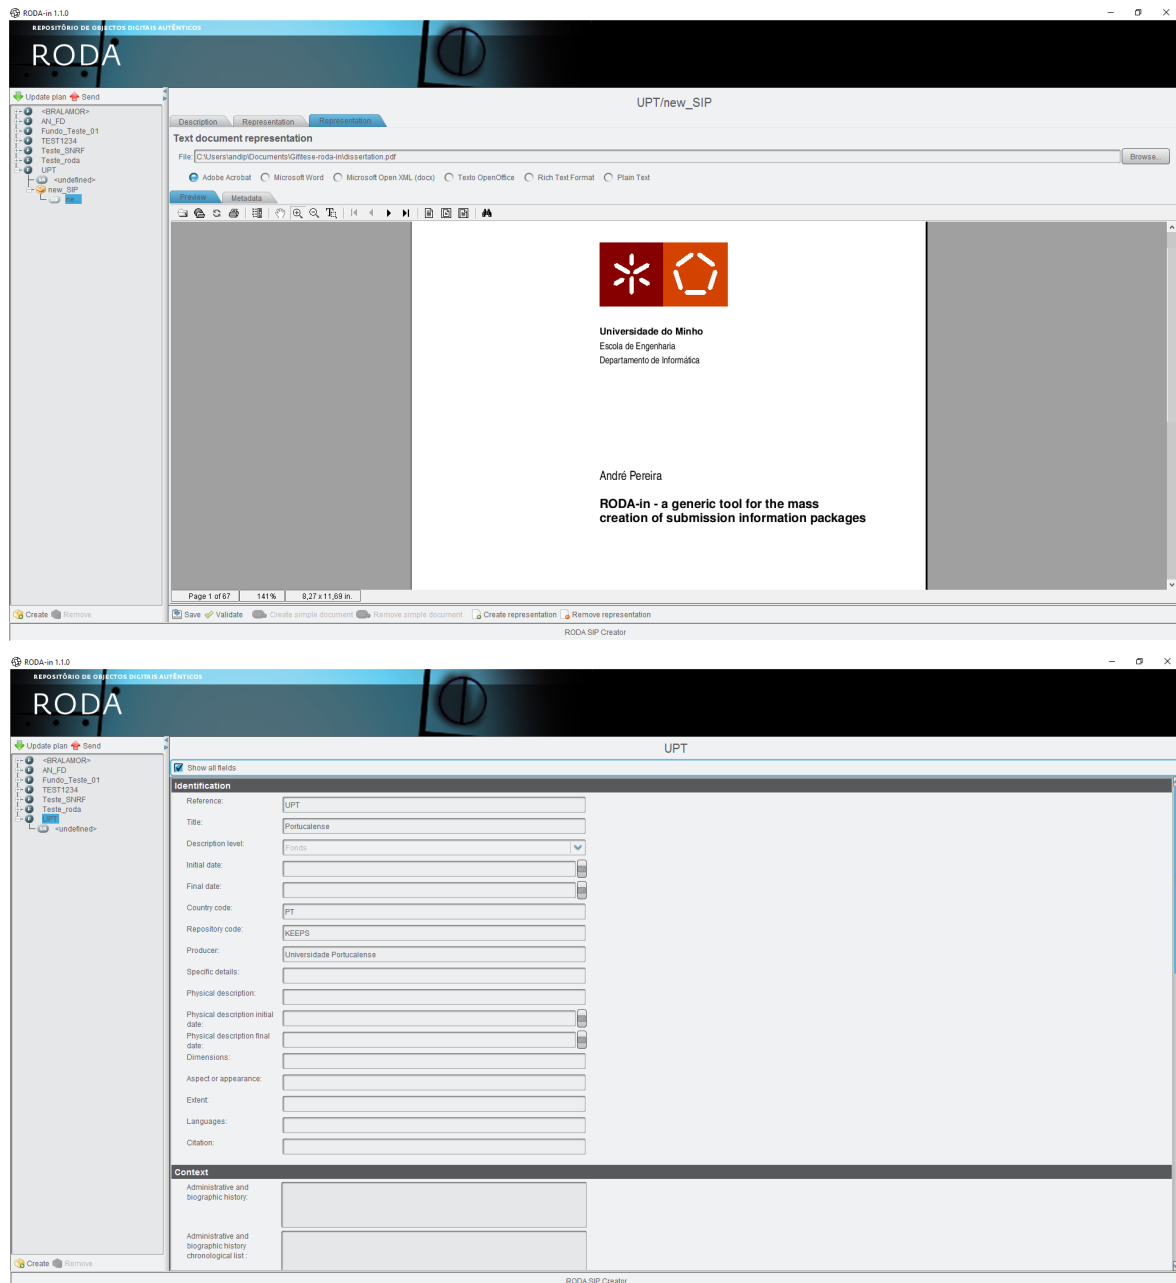 RODA-in 1.1.0
REPOSITÓRIO DE OBJECTOS DIGITAIS AUTÊNTICOS
RODA
Update plan Send
<BRALAMOR>
AN_FD
Fundo_Teste_01
TEST1234
Teste_SNRF
Teste_roda
UPT
<undefined>
new_SIP
ne...
Create Remove
UPT/new_SIP
Description Representation Representation
Text document representation
File: C:\Users\andip\Documents\Gif\tese-roda-in\dissertation.pdf Browse...
Adobe Acrobat Microsoft Word Microsoft Open XML (docx) Texto OpenOffice Rich Text Format Plain Text
Preview Metadata
Universidade do Minho
Escola de Engenharia
Departamento de Informática
André Pereira
RODA-in - a generic tool for the mass
creation of submission information packages
Page 1 of 67 141% 8,27 x 11,69 in.
Save Validate Create simple document Remove simple document Create representation Remove representation
RODA SIP Creator
RODA-in 1.1.0
REPOSITÓRIO DE OBJECTOS DIGITAIS AUTÊNTICOS
RODA
Update plan Send
<BRALAMOR>
AN_FD
Fundo_Teste_01
TEST1234
Teste_SNRF
Teste_roda
UPT
<undefined>
Create Remove
UPT
Show all fields
Identification
Reference: UPT
Title: Portucalense
Description level: Fonds
Initial date:
Final date:
Country code: PT
Repository code: KEEPS
Producer: Universidade Portucalense
Specific details:
Physical description:
Physical description initial
date:
Physical description final
date:
Dimensions:
Aspect or appearance:
Extent:
Languages:
Citation:
Context
Administrative and
biographic history:
Administrative and
biographic history
chronological list :
RODA SIP Creator